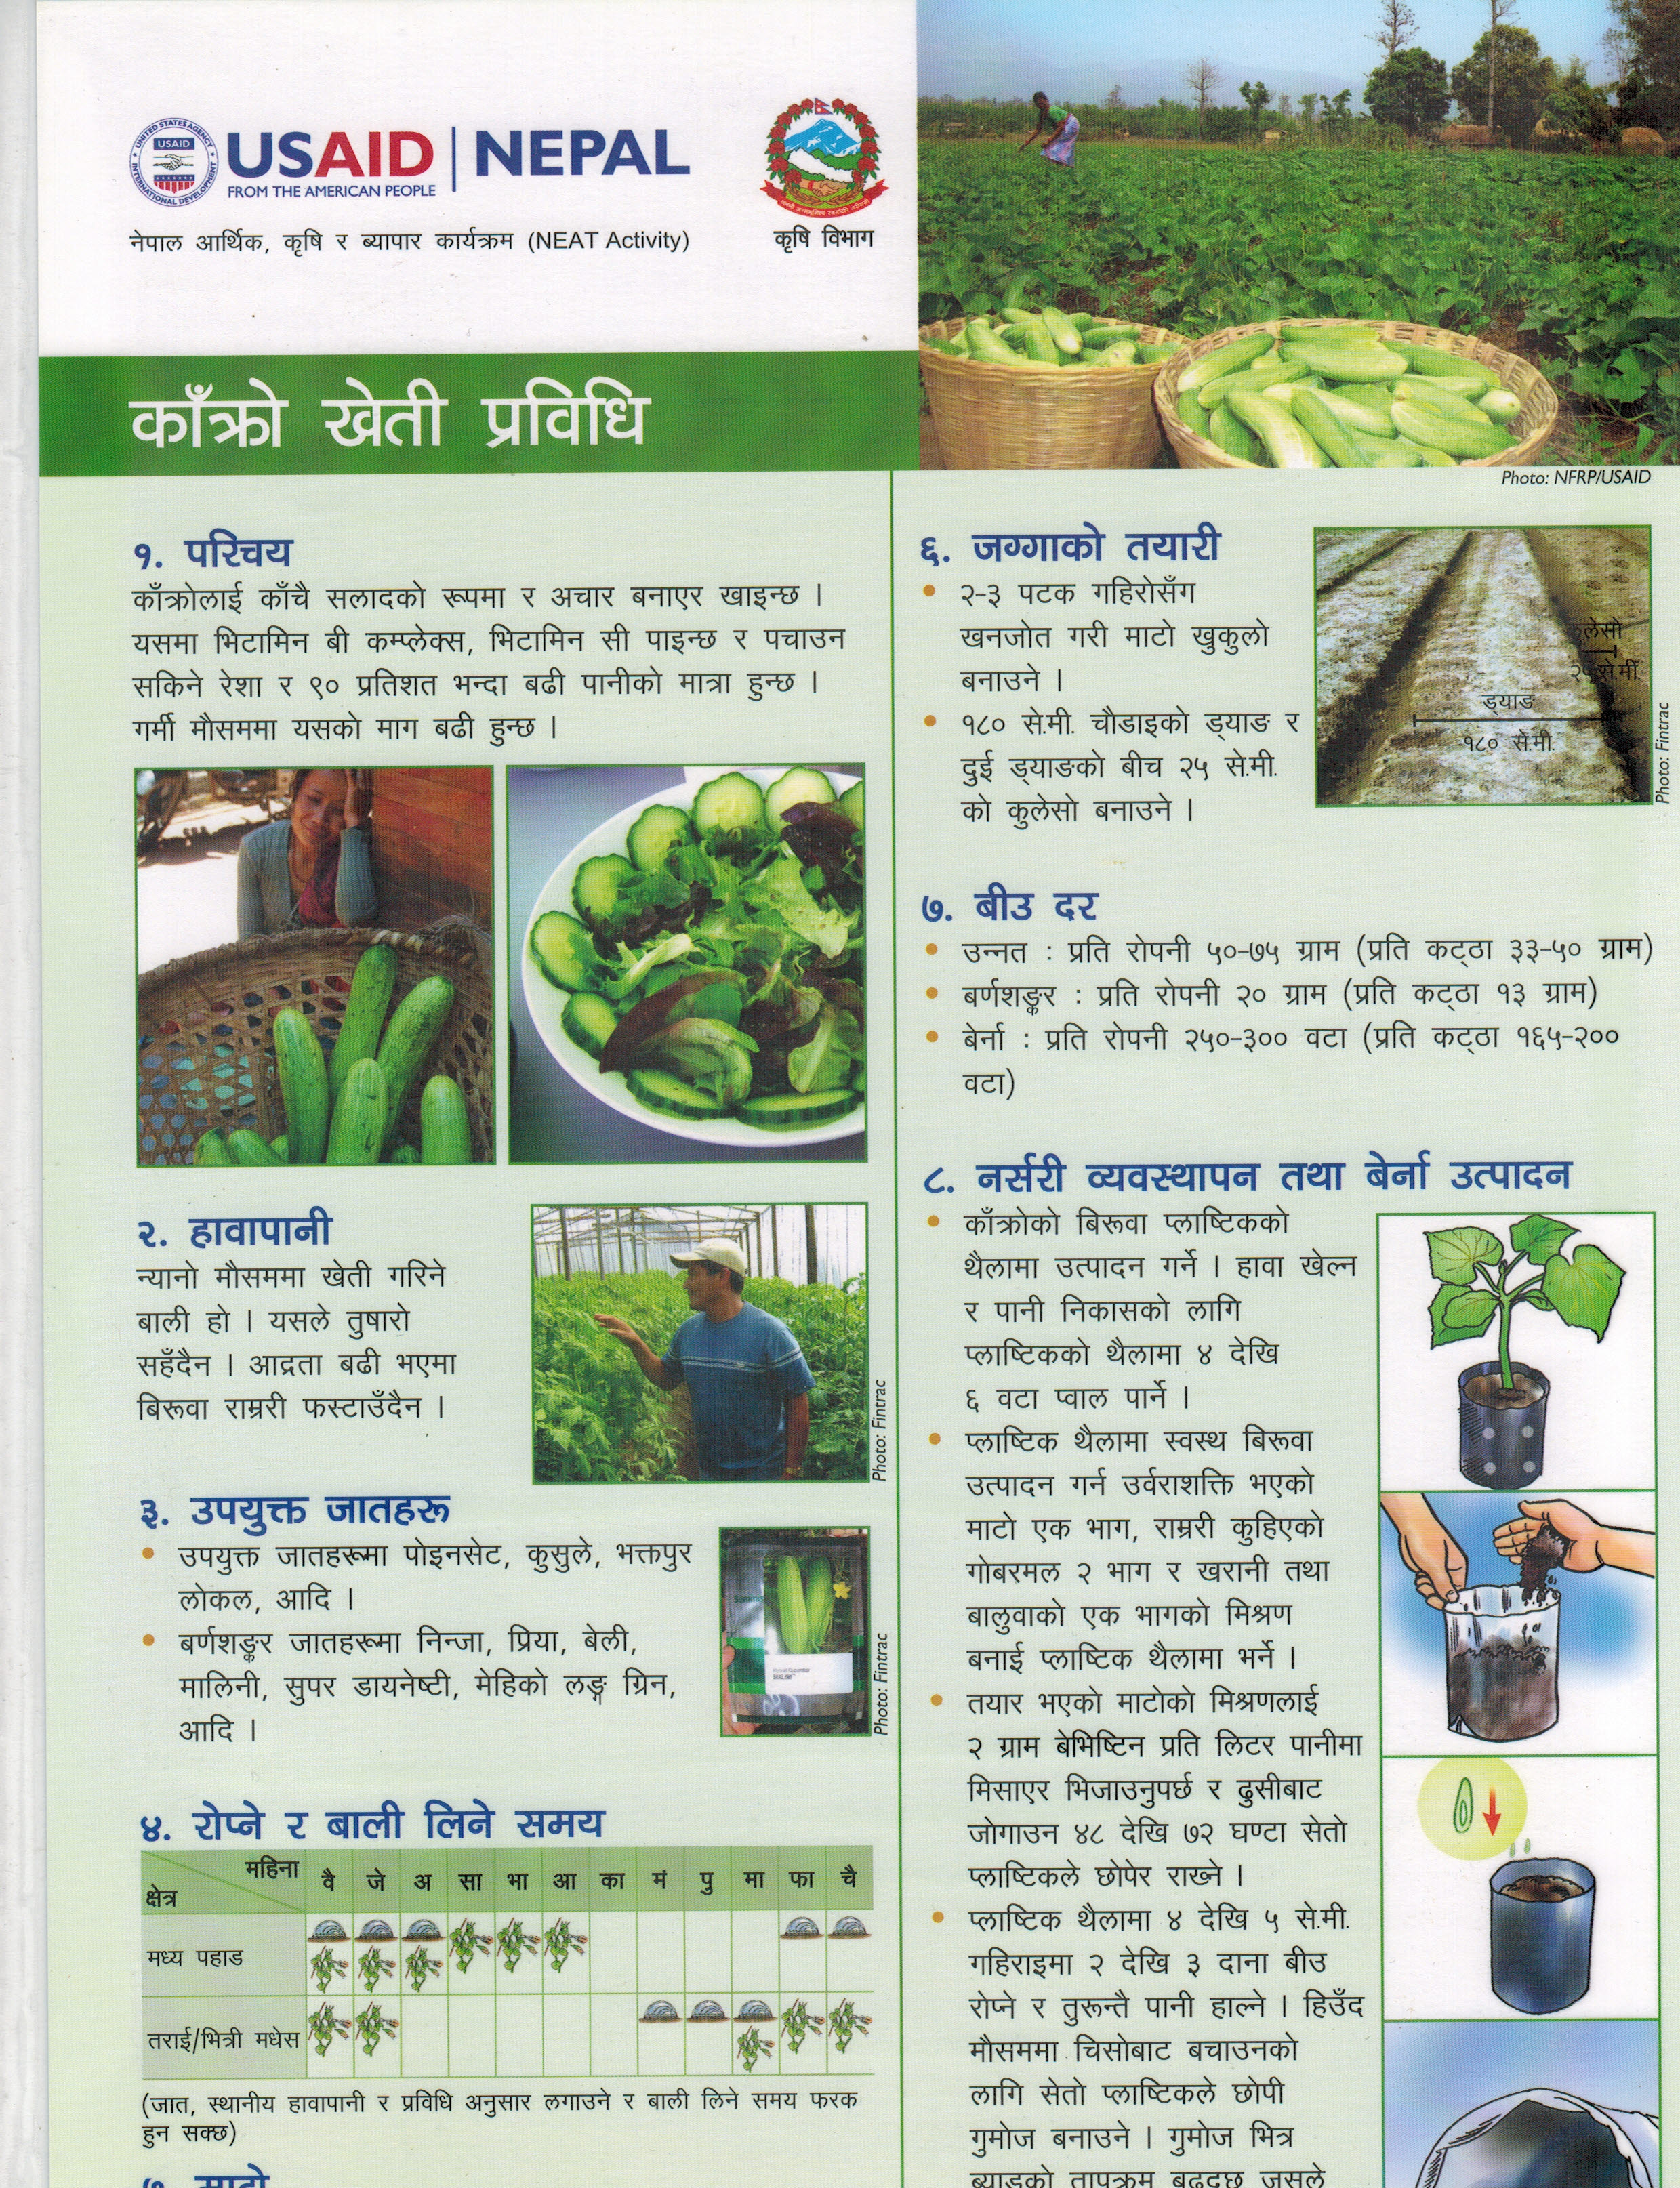 UNITED STATES AGENCY
USAID
INTERNATIONAL DEVELOPMENT
USAID | NEPAL
FROM THE AMERICAN PEOPLE
नेपाल आर्थिक, कृषि र ब्यापार कार्यक्रम (NEAT Activity)
कृषि विभाग
काँक्रो खेती प्रविधि
Photo: NFRP/USAID
१. परिचय
काँक्रोलाई काँचै सलादको रूपमा र अचार बनाएर खाइन्छ ।
यसमा भिटामिन बी कम्प्लेक्स, भिटामिन सी पाइन्छ र पचाउन
सकिने रेशा र ९० प्रतिशत भन्दा बढी पानीको मात्रा हुन्छ ।
गर्मी मौसममा यसको माग बढी हुन्छ ।
२. हावापानी
न्यानो मौसममा खेती गरिने
बाली हो । यसले तुषारो
सहँदैन । आद्रता बढी भएमा
बिरूवा राम्ररी फस्टाउँदैन ।
Photo: Fintrac
३. उपयुक्त जातहरू
• उपयुक्त जातहरूमा पोइनसेट, कुसुले, भक्तपुर
लोकल, आदि ।
• बर्णशङ्कर जातहरूमा निन्जा, प्रिया, बेली,
मालिनी, सुपर डायनेष्टी, मेहिको लङ्ग ग्रिन,
आदि ।
Photo: Fintrac
४. रोप्ने र बाली लिने समय
महिना
क्षेत्र
वै जे अ सा भा आ का मं पु मा फा चै
मध्य पहाड
तराई/भित्री मधेस
(जात, स्थानीय हावापानी र प्रविधि अनुसार लगाउने र बाली लिने समय फरक
हुन सक्छ)
६. जग्गाको तयारी
• २-३ पटक गहिरोसँग
खनजोत गरी माटो खुकुलो
बनाउने ।
• १८० से.मी. चौडाइको ड्याङ र
दुई ड्याङको बीच २५ से.मी.
को कुलेसो बनाउने ।
कुलेसो
२५ से.मी.
ड्याङ
१८० से.मी.
Photo: Fintrac
७. बीउ दर
• उन्नत : प्रति रोपनी ५०-७५ ग्राम (प्रति कट्ठा ३३-५० ग्राम)
• बर्णशङ्कर : प्रति रोपनी २० ग्राम (प्रति कट्ठा १३ ग्राम)
• बेर्ना : प्रति रोपनी २५०-३०० वटा (प्रति कट्ठा १६५-२००
वटा)
८. नर्सरी व्यवस्थापन तथा बेर्ना उत्पादन
• काँक्रोको बिरूवा प्लाष्टिकको
थैलामा उत्पादन गर्ने । हावा खेल्न
र पानी निकासको लागि
प्लाष्टिकको थैलामा ४ देखि
६ वटा प्वाल पार्ने ।
• प्लाष्टिक थैलामा स्वस्थ बिरूवा
उत्पादन गर्न उर्वराशक्ति भएको
माटो एक भाग, राम्ररी कुहिएको
गोबरमल २ भाग र खरानी तथा
बालुवाको एक भागको मिश्रण
बनाई प्लाष्टिक थैलामा भर्ने ।
• तयार भएको माटोको मिश्रणलाई
२ ग्राम बेभिष्टिन प्रति लिटर पानीमा
मिसाएर भिजाउनुपर्छ र ढुसीबाट
जोगाउन ४८ देखि ७२ घण्टा सेतो
प्लाष्टिकले छोपेर राख्ने ।
• प्लाष्टिक थैलामा ४ देखि ५ से.मी.
गहिराइमा २ देखि ३ दाना बीउ
रोप्ने र तुरून्तै पानी हाल्ने । हिउँद
मौसममा चिसोबाट बचाउनको
लागि सेतो प्लाष्टिकले छोपी
गुमोज बनाउने । गुमोज भित्र